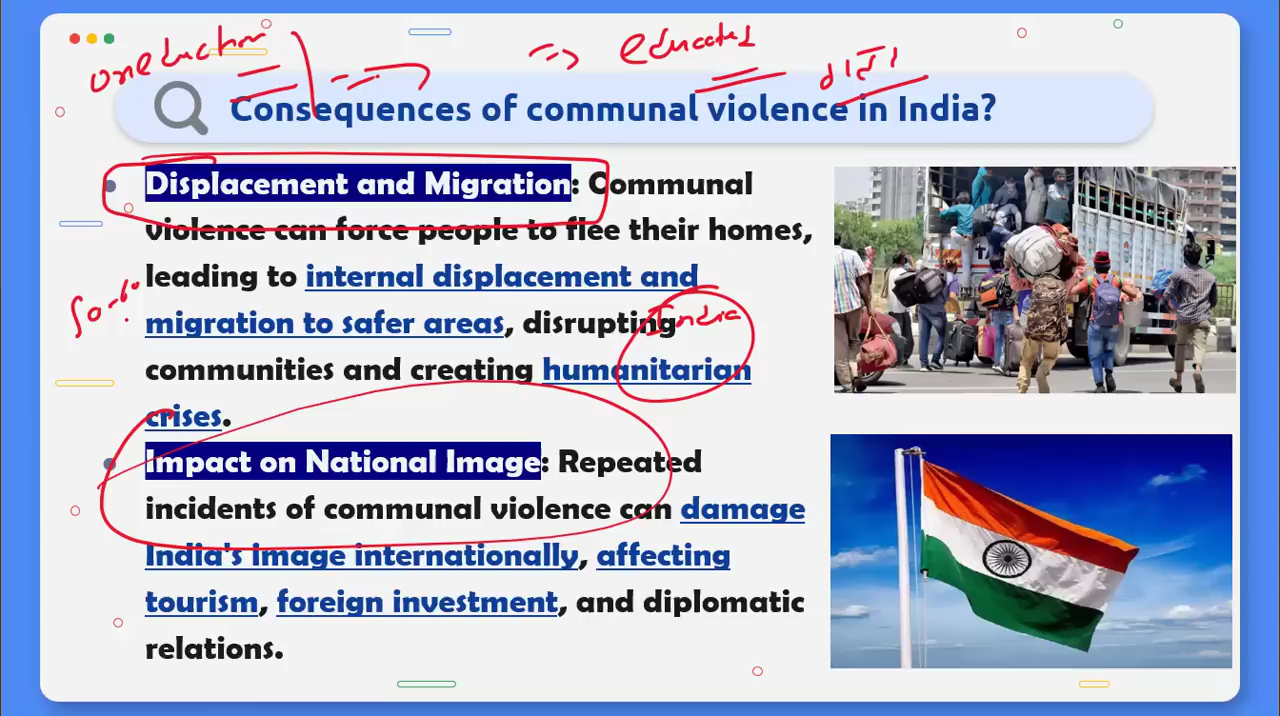 educated
Consequences of communal violence in India?
Displacement and Migration: Communal
violence can force people to flee their homes,
leading to internal displacement and
migration to safer areas, disrupting
India
communities and creating humanitarian
crises.
Impact on National Image: Repeated
incidents of communal violence can damage
India's image internationally, affecting
tourism, foreign investment, and diplomatic
relations.